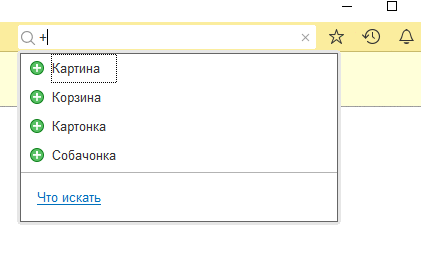 +
Картина
Корзина
Картонка
Собачонка
Что искать